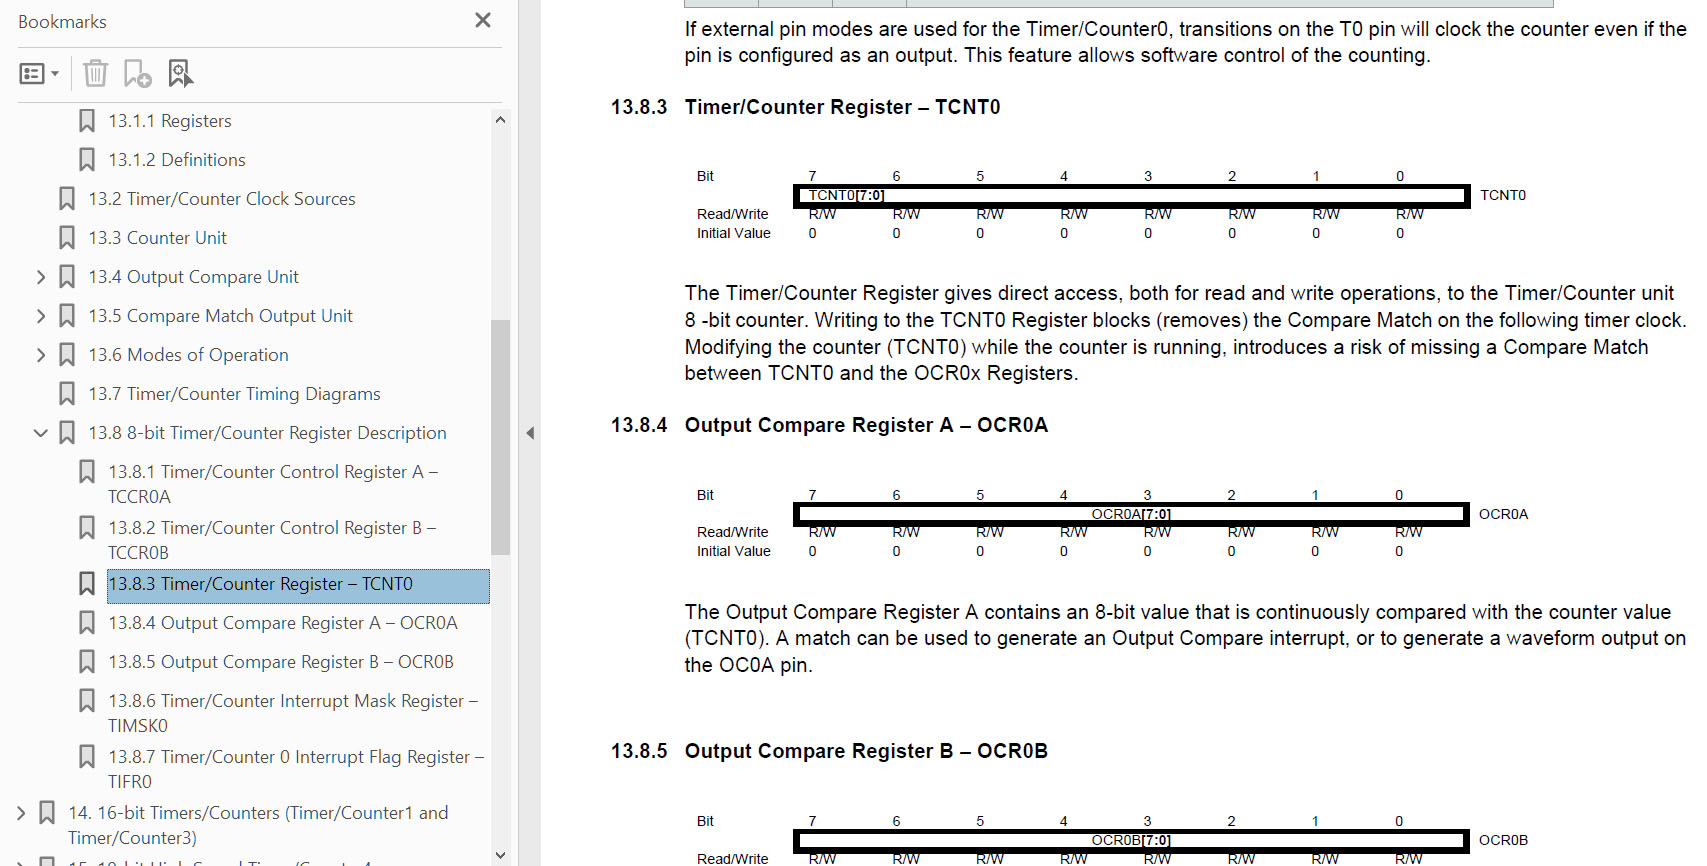 Bookmarks
13.1.1 Registers
13.1.2 Definitions
13.2 Timer/Counter Clock Sources
13.3 Counter Unit
13.4 Output Compare Unit
13.5 Compare Match Output Unit
13.6 Modes of Operation
13.7 Timer/Counter Timing Diagrams
13.8 8-bit Timer/Counter Register Description
13.8.1 Timer/Counter Control Register A –
TCCR0A
13.8.2 Timer/Counter Control Register B –
TCCR0B
13.8.3 Timer/Counter Register – TCNT0
13.8.4 Output Compare Register A – OCR0A
13.8.5 Output Compare Register B – OCR0B
13.8.6 Timer/Counter Interrupt Mask Register –
TIMSK0
13.8.7 Timer/Counter 0 Interrupt Flag Register –
TIFR0
14. 16-bit Timers/Counters (Timer/Counter1 and
Timer/Counter3)
If external pin modes are used for the Timer/Counter0, transitions on the T0 pin will clock the counter even if the
pin is configured as an output. This feature allows software control of the counting.
13.8.3 Timer/Counter Register – TCNT0
Bit 7 6 5 4 3 2 1 0
TCNT0[7:0] TCNT0
Read/Write R/W R/W R/W R/W R/W R/W R/W R/W
Initial Value 0 0 0 0 0 0 0 0
The Timer/Counter Register gives direct access, both for read and write operations, to the Timer/Counter unit
8 -bit counter. Writing to the TCNT0 Register blocks (removes) the Compare Match on the following timer clock.
Modifying the counter (TCNT0) while the counter is running, introduces a risk of missing a Compare Match
between TCNT0 and the OCR0x Registers.
13.8.4 Output Compare Register A – OCR0A
Bit 7 6 5 4 3 2 1 0
OCR0A[7:0] OCR0A
Read/Write R/W R/W R/W R/W R/W R/W R/W R/W
Initial Value 0 0 0 0 0 0 0 0
The Output Compare Register A contains an 8-bit value that is continuously compared with the counter value
(TCNT0). A match can be used to generate an Output Compare interrupt, or to generate a waveform output on
the OC0A pin.
13.8.5 Output Compare Register B – OCR0B
Bit 7 6 5 4 3 2 1 0
OCR0B[7:0] OCR0B
Read/Write R/W R/W R/W R/W R/W R/W R/W R/W